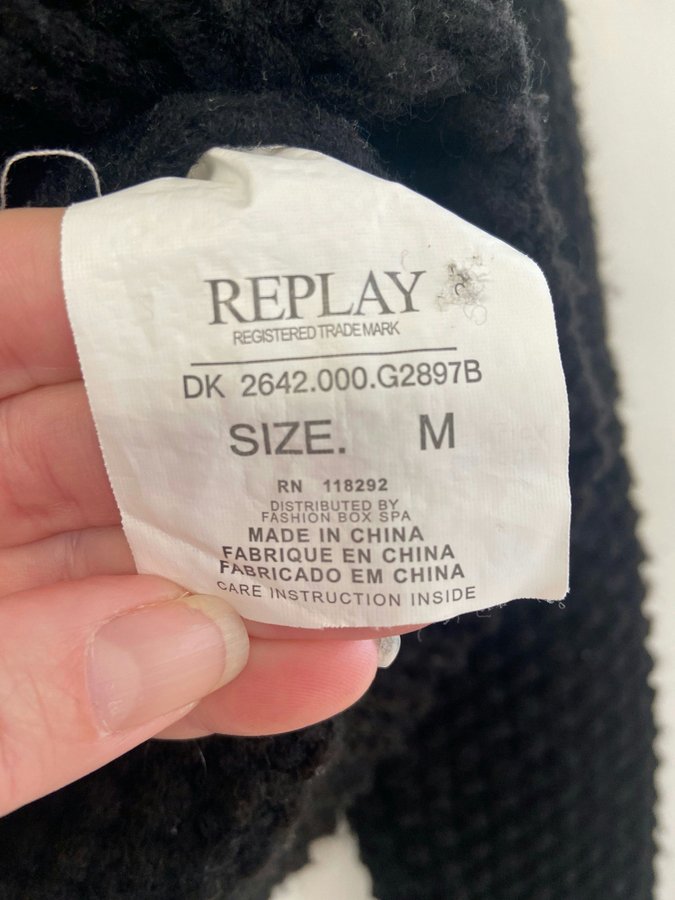 REPLAY
REGISTERED TRADE MARK
DK 2642.000.G2897B
SIZE. M
RN 118292
DISTRIBUTED BY
FASHION BOX SPA
MADE IN CHINA
FABRIQUE EN CHINA
FABRICADO EM CHINA
CARE INSTRUCTION INSIDE